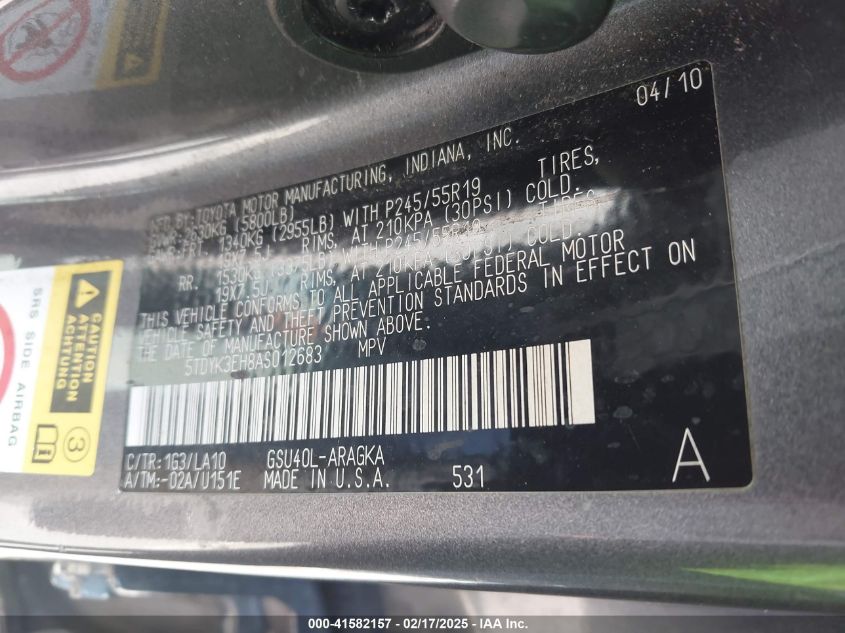 04/10
MFD.BY:TOYOTA MOTOR MANUFACTURING, INDIANA, INC.
GVWR:2630KG (5800LB)
GAWR:FRT. 1340KG (2955LB) WITH P245/55R19 TIRES,
19X7.5J RIMS, AT 210KPA (30PSI) COLD.
RR. 1530KG WITH P245/55R19 TIRES,
19X7.5J RIMS, AT 210KPA (30PSI) COLD.
THIS VEHICLE CONFORMS TO ALL APPLICABLE FEDERAL MOTOR
VEHICLE SAFETY AND THEFT PREVENTION STANDARDS IN EFFECT ON
THE DATE OF MANUFACTURE SHOWN ABOVE.
5TDYK3EH8AS012683 MPV
C/TR:1G3/LA10 GSU40L-ARAGKA
A/TM:-02A/U151E MADE IN U.S.A. 531 A
SRS SIDE AIRBAG
CAUTION
ACHTUNG
3
000-41582157 - 02/17/2025 - IAA Inc.